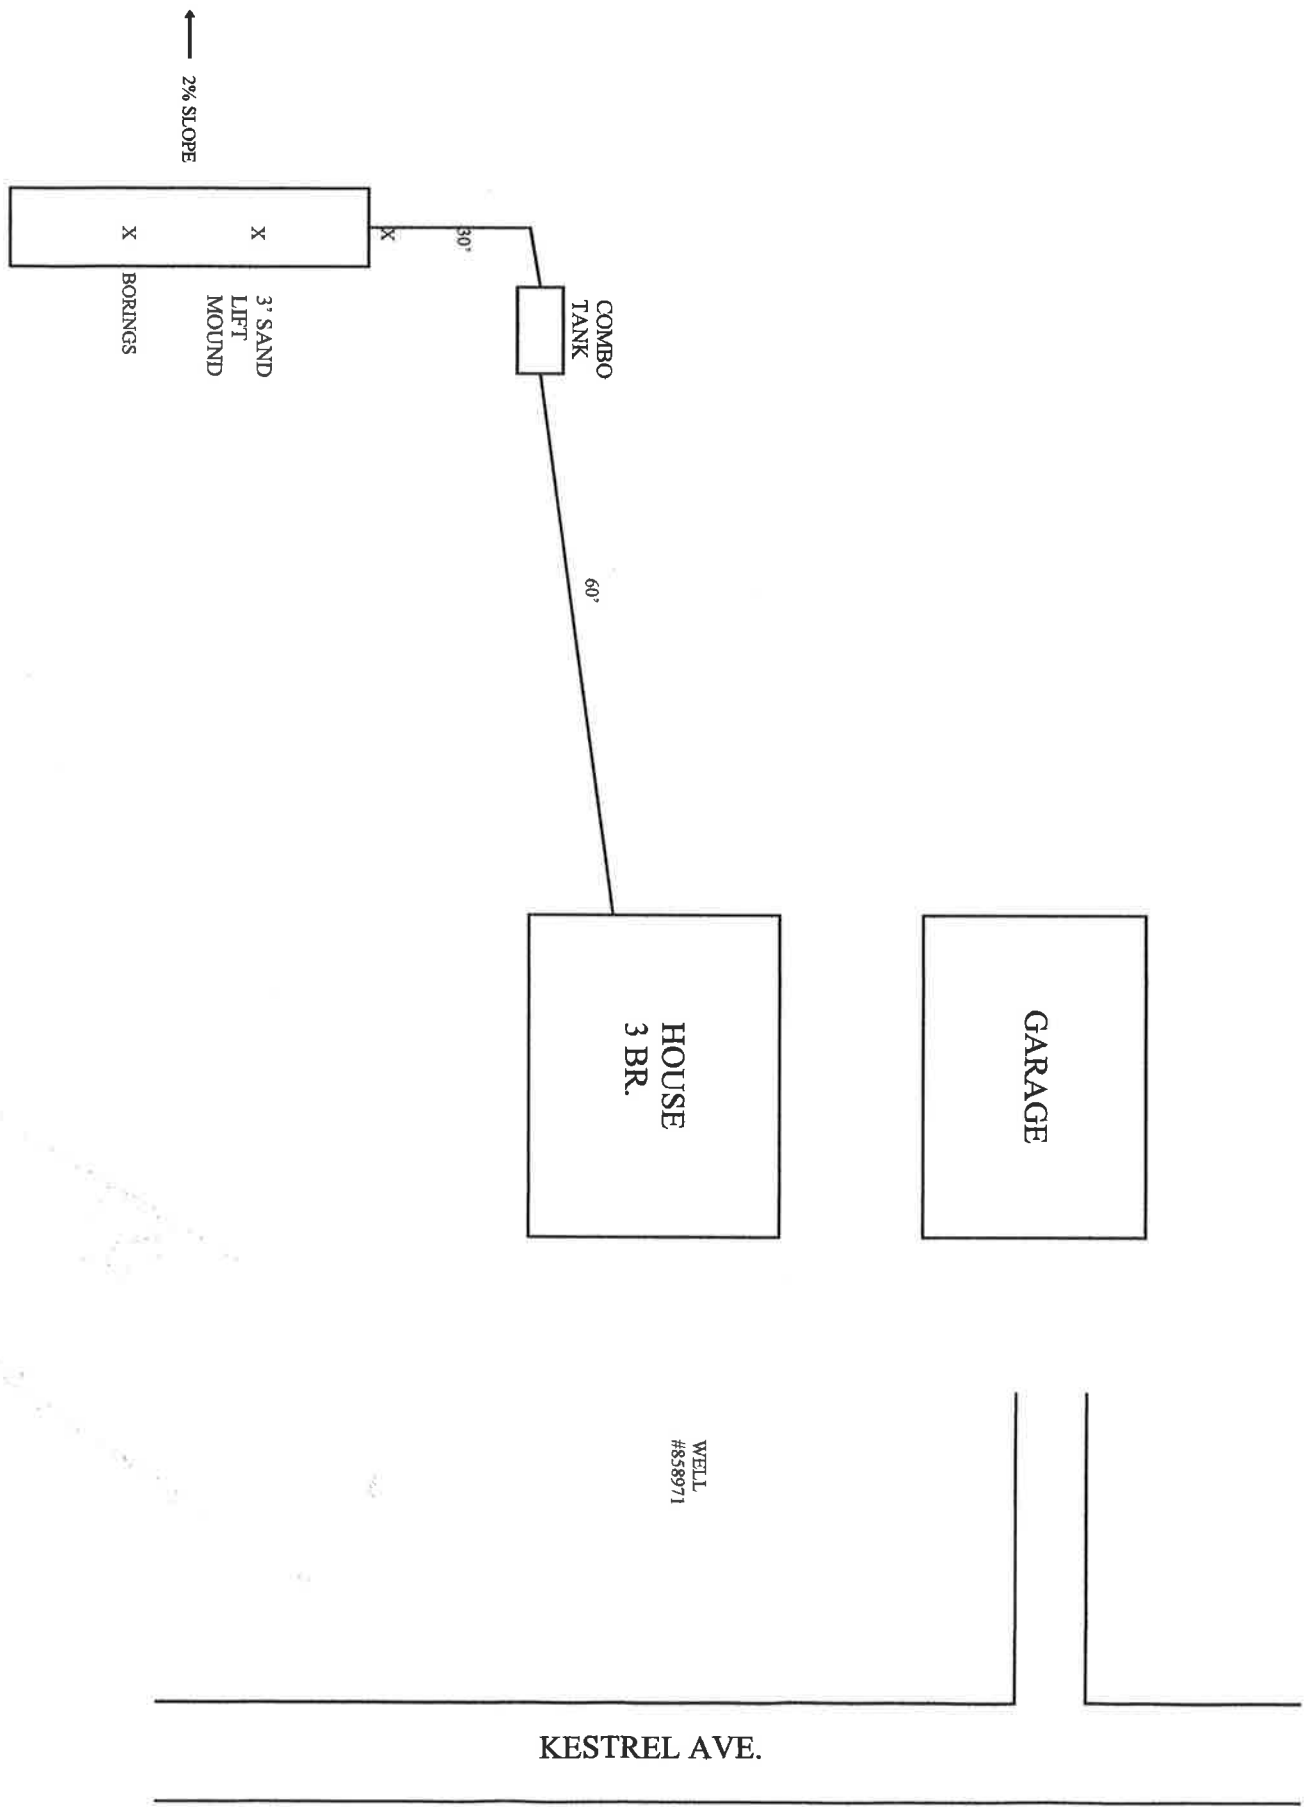 2% SLOPE
X
X
X
BORINGS
3' SAND
LIFT
MOUND
30'
COMBO
TANK
60'
HOUSE
3 BR.
GARAGE
WELL
#858971
KESTREL AVE.